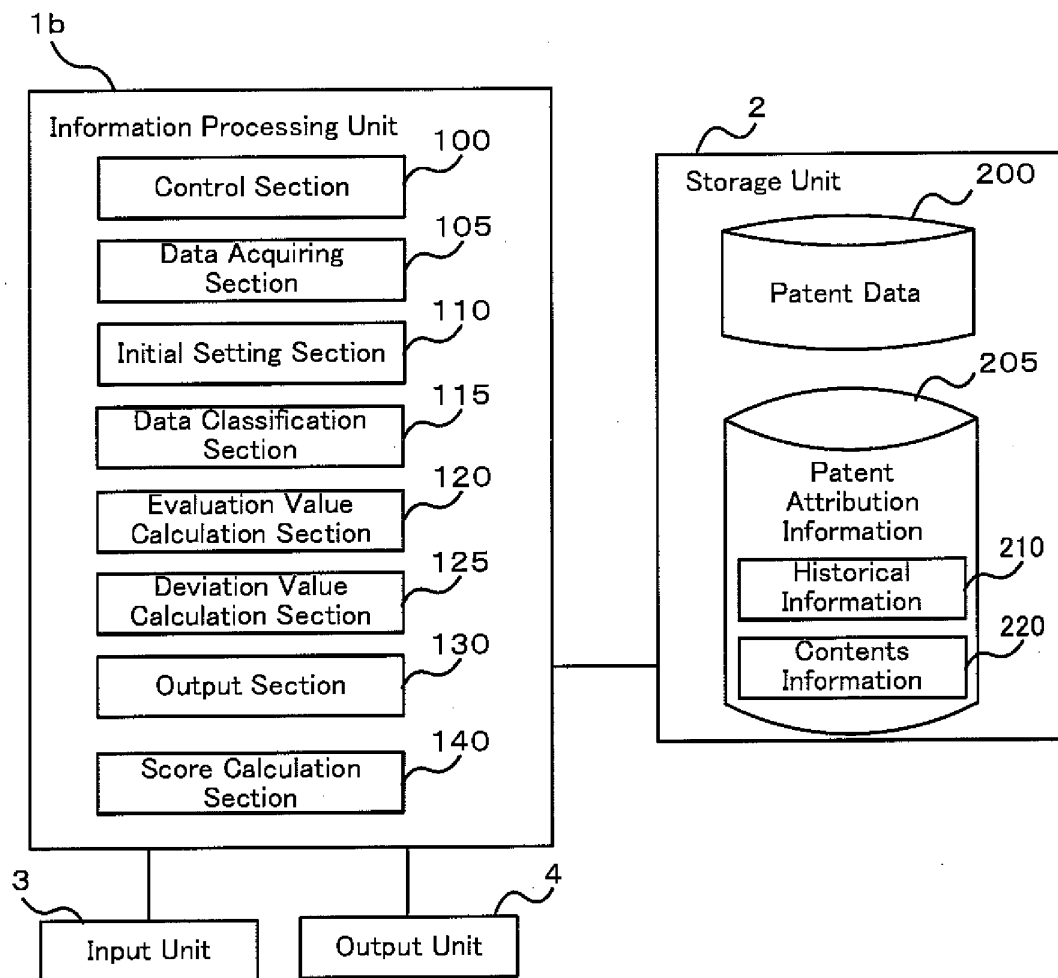 1b
Information Processing Unit
100
Control Section
105
Data Acquiring
Section
110
Initial Setting Section
115
Data Classification
Section
120
Evaluation Value
Calculation Section
125
Deviation Value
Calculation Section
130
Output Section
140
Score Calculation
Section
2
Storage Unit
200
Patent Data
205
Patent
Attribution
Information
210
Historical
Information
220
Contents
Information
3
Input Unit
4
Output Unit